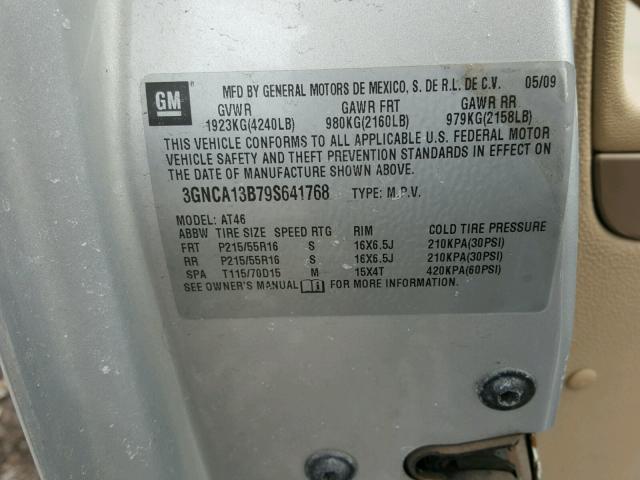 GM
MFD BY GENERAL MOTORS DE MEXICO, S. DE R.L. DE C.V. 05/09
GVWR GAWR FRT GAWR RR
1923KG(4240LB) 980KG(2160LB) 979KG(2158LB)
THIS VEHICLE CONFORMS TO ALL APPLICABLE U.S. FEDERAL MOTOR
VEHICLE SAFETY AND THEFT PREVENTION STANDARDS IN EFFECT ON
THE DATE OF MANUFACTURE SHOWN ABOVE.
3GNCA13B79S641768 TYPE: M.P.V.
MODEL: AT46
ABBW TIRE SIZE SPEED RTG RIM COLD TIRE PRESSURE
FRT P215/55R16 S 16X6.5J 210KPA(30PSI)
RR P215/55R16 S 16X6.5J 210KPA(30PSI)
SPA T115/70D15 M 15X4T 420KPA(60PSI)
SEE OWNER'S MANUAL FOR MORE INFORMATION.